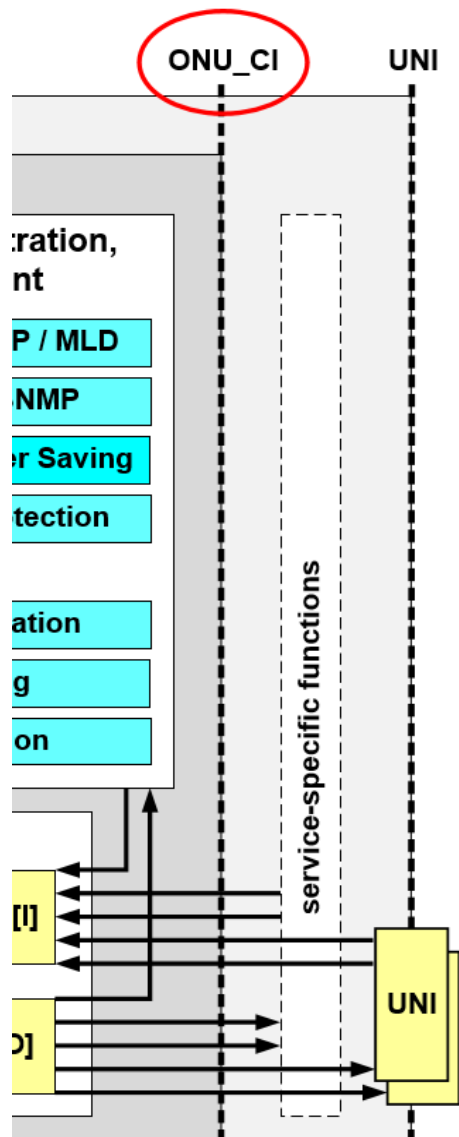 ONU_CI
UNI
tration,
nt
P / MLD
NMP
er Saving
tection
ation
g
on
service-specific functions
[I]
UNI
]